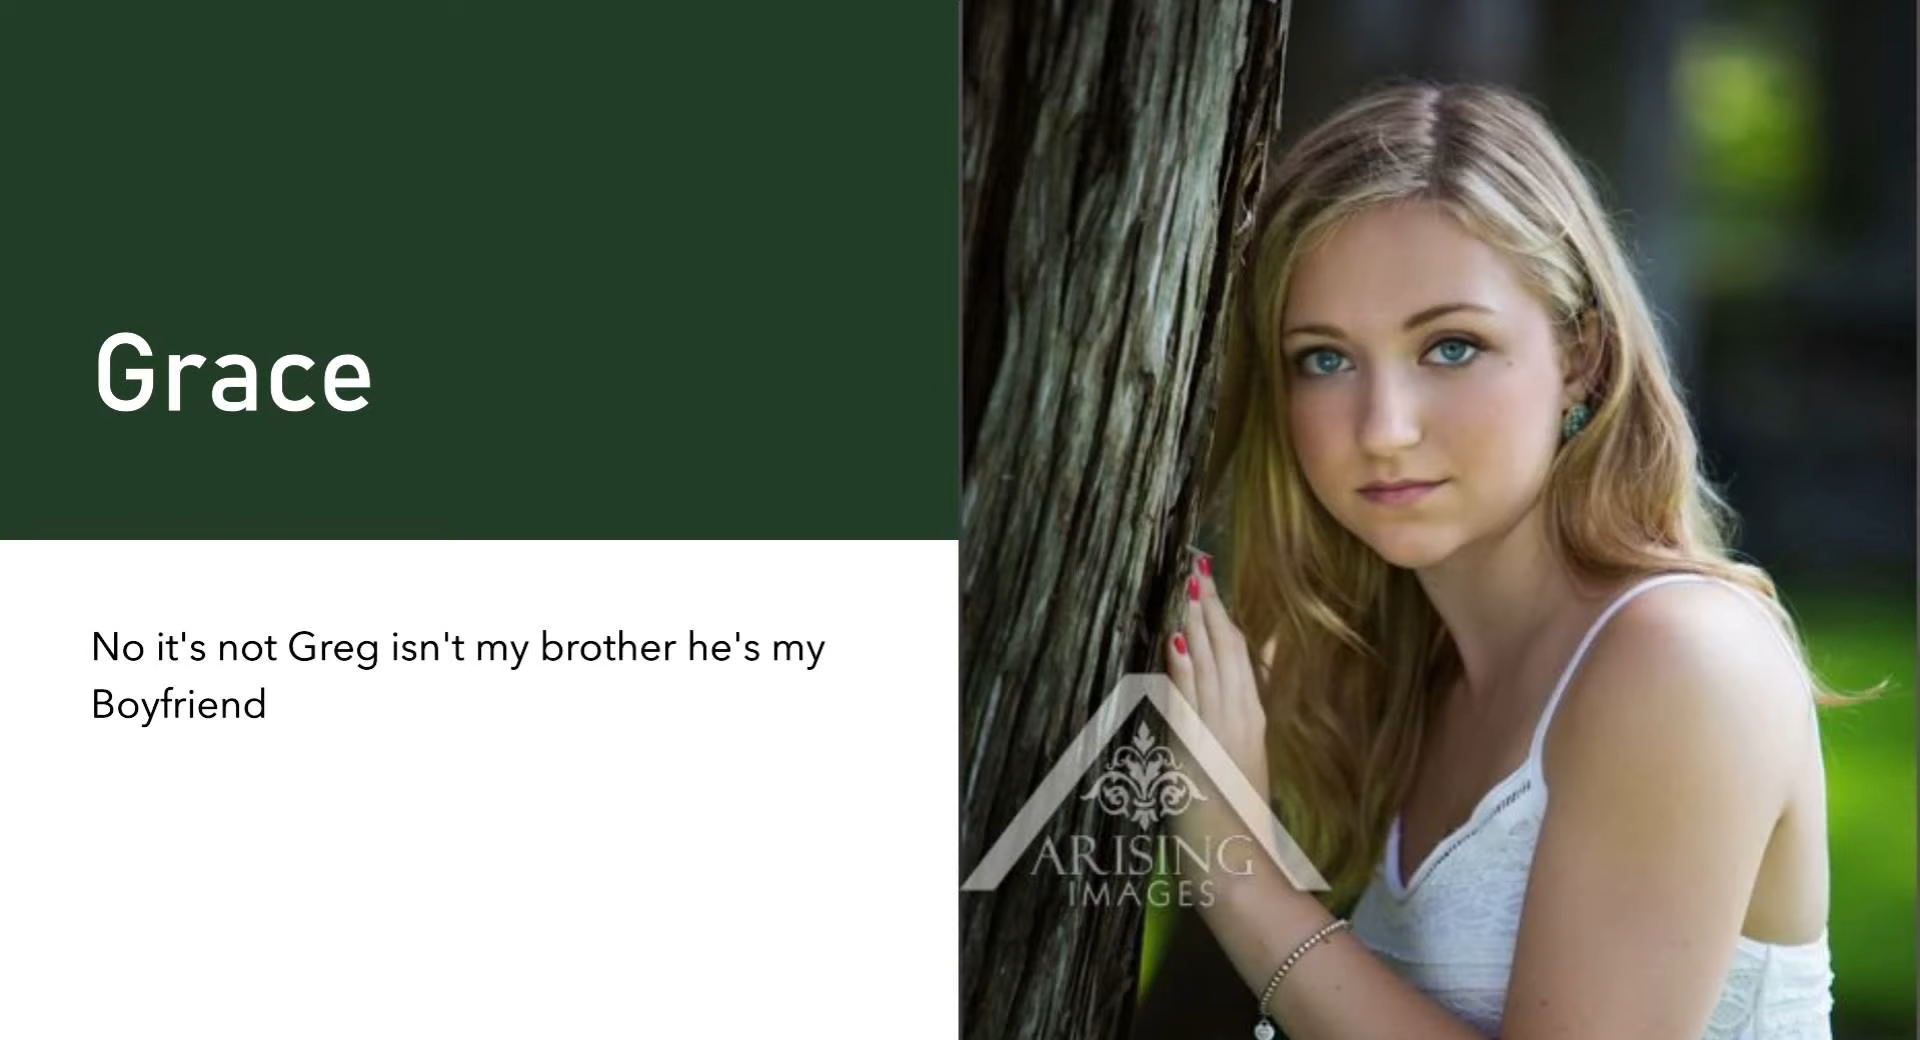 Grace
No it's not Greg isn't my brother he's my
Boyfriend
ARISING
IMAGES